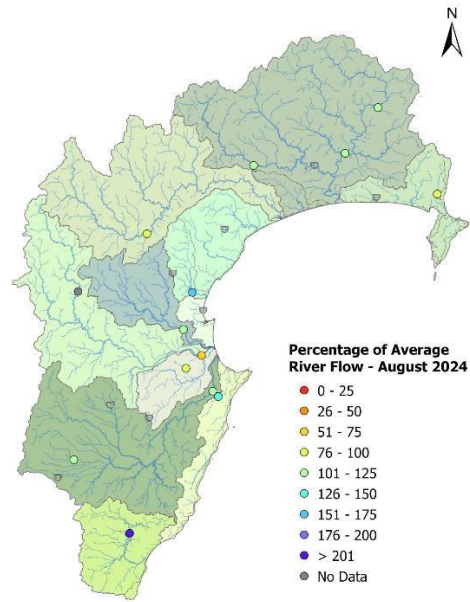 N
Percentage of Average
River Flow - August 2024
0 - 25
26 - 50
51 - 75
76 - 100
101 - 125
126 - 150
151 - 175
176 - 200
> 201
No Data